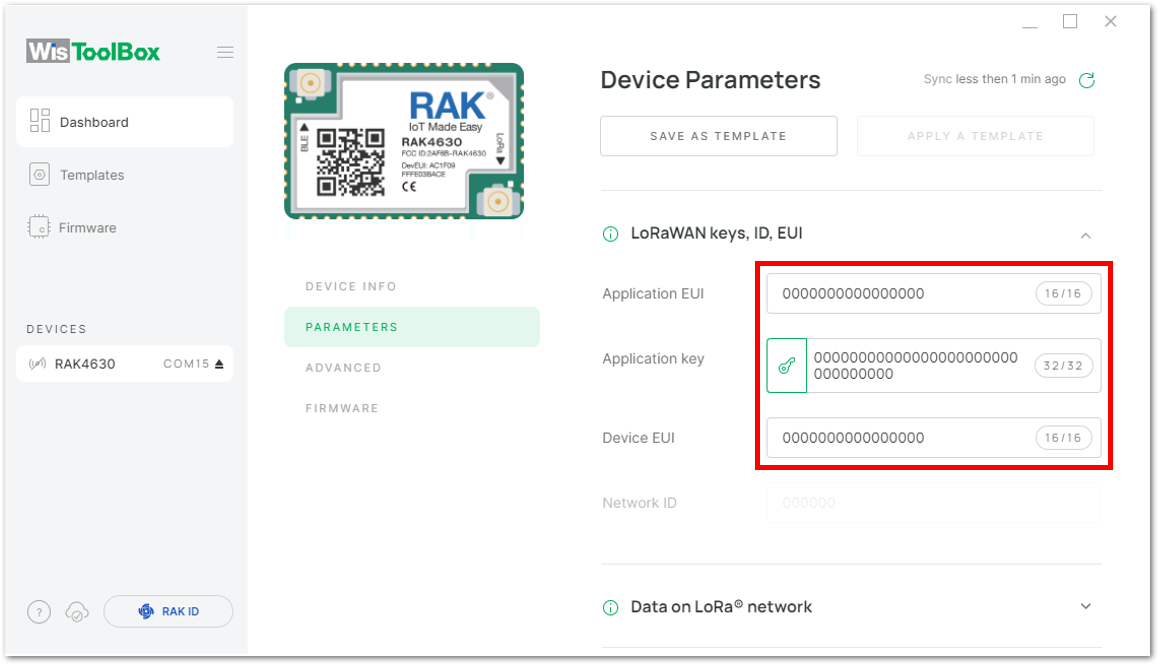 WisToolBox
Dashboard
Templates
Firmware
DEVICES
RAK4630 COM15
? RAK ID
RAK®
IoT Made Easy
RAK4630
FCC ID:2AF6B-RAK4630
DevEUI: AC1F09
FFFE03BACE
CE
BLE
LoRa
DEVICE INFO
PARAMETERS
ADVANCED
FIRMWARE
Device Parameters
Sync less then 1 min ago
SAVE AS TEMPLATE
APPLY A TEMPLATE
LoRaWAN keys, ID, EUI
Application EUI 0000000000000000 16/16
Application key 00000000000000000000000
000000000 32/32
Device EUI 0000000000000000 16/16
Network ID 000000
Data on LoRa® network